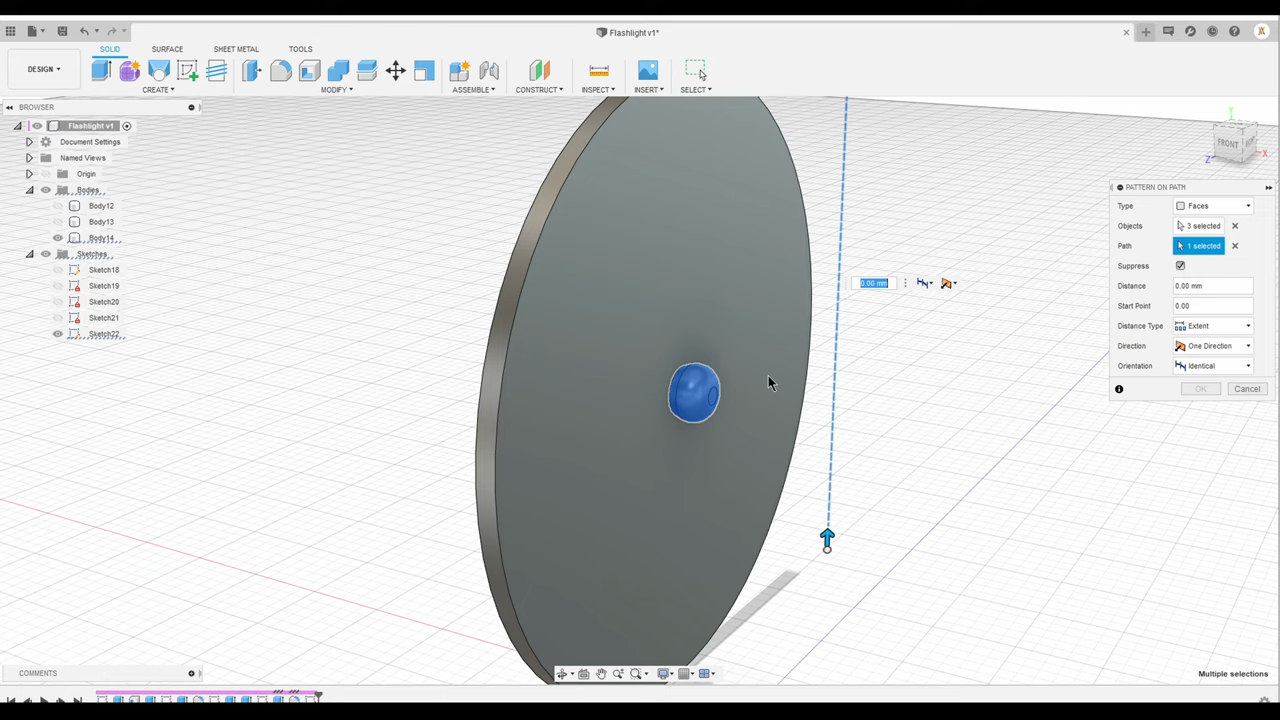 Flashlight v1*
SOLID SURFACE SHEET METAL TOOLS
DESIGN
CREATE MODIFY ASSEMBLE CONSTRUCT INSPECT INSERT SELECT
BROWSER
Flashlight v1
Document Settings
Named Views
Origin
Bodies
Body12
Body13
Body14
Sketches
Sketch18
Sketch19
Sketch20
Sketch21
Sketch22
COMMENTS
0.00 mm
Y
FRONT
X
Z
PATTERN ON PATH
Type Faces
Objects 3 selected
Path 1 selected
Suppress
Distance 0.00 mm
Start Point 0.00
Distance Type Extent
Direction One Direction
Orientation Identical
OK Cancel
Multiple selections